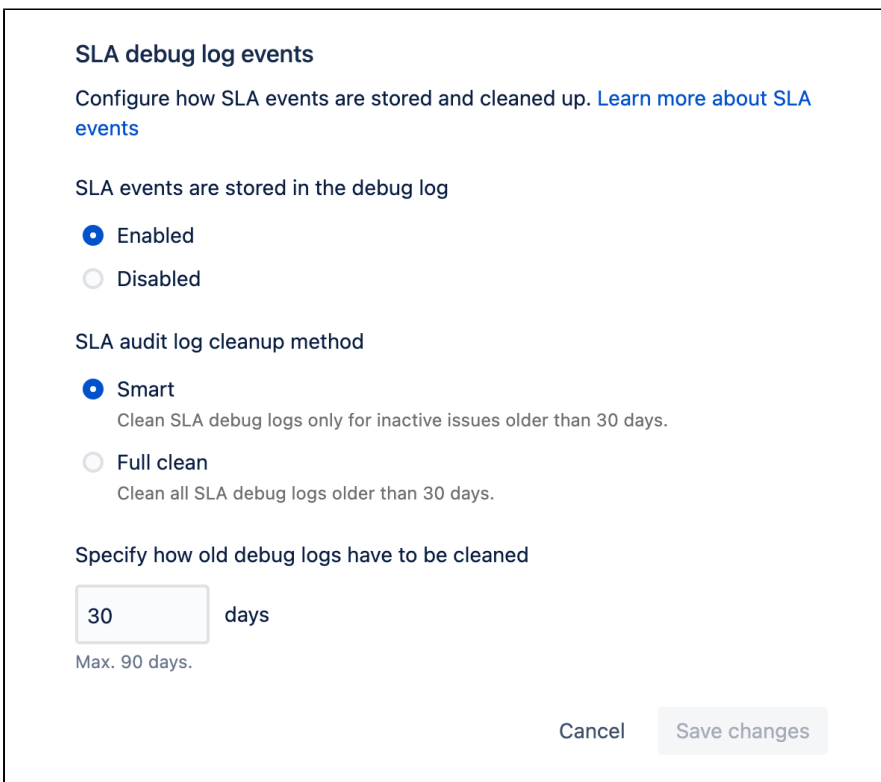 SLA debug log events
Configure how SLA events are stored and cleaned up. Learn more about SLA
events
SLA events are stored in the debug log
Enabled
Disabled
SLA audit log cleanup method
Smart
Clean SLA debug logs only for inactive issues older than 30 days.
Full clean
Clean all SLA debug logs older than 30 days.
Specify how old debug logs have to be cleaned
30 days
Max. 90 days.
Cancel Save changes